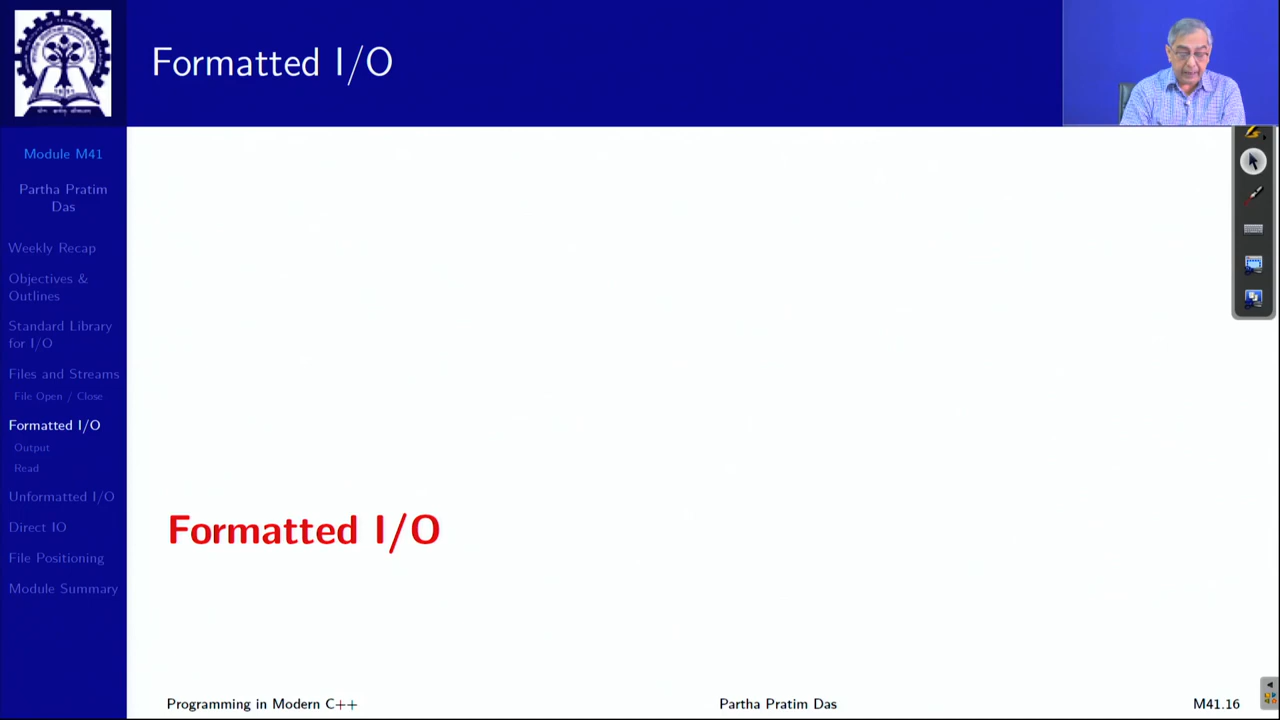 Formatted I/O
Module M41
Partha Pratim
Das
Weekly Recap
Objectives &
Outlines
Standard Library
for I/O
Files and Streams
File Open / Close
Formatted I/O
Output
Read
Unformatted I/O
Direct IO
File Positioning
Module Summary
Formatted I/O
Programming in Modern C++
Partha Pratim Das
M41.16